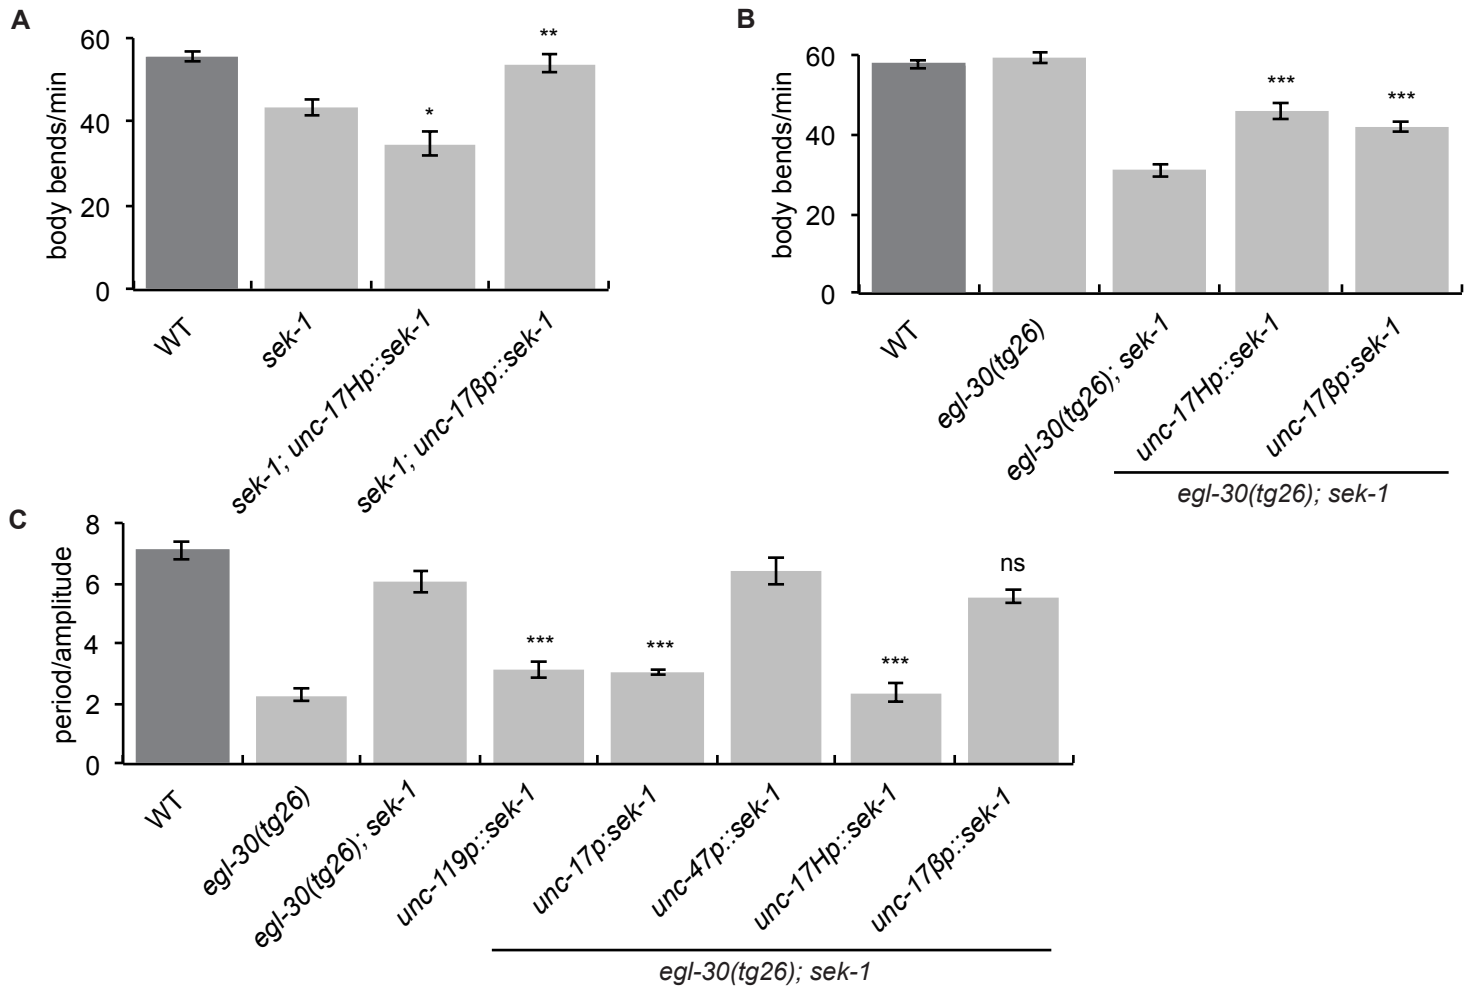 A
body bends/min
60
40
20
0
*
**
WT
sek-1
sek-1; unc-17Hp::sek-1
sek-1; unc-17βp::sek-1
B
body bends/min
60
40
20
0
***
***
WT
egl-30(tg26)
egl-30(tg26); sek-1
unc-17Hp::sek-1
unc-17βp:sek-1
egl-30(tg26); sek-1
C
period/amplitude
8
6
4
2
0
***
***
***
ns
WT
egl-30(tg26)
egl-30(tg26); sek-1
unc-119p::sek-1
unc-17p:sek-1
unc-47p::sek-1
unc-17Hp::sek-1
unc-17βp::sek-1
egl-30(tg26); sek-1